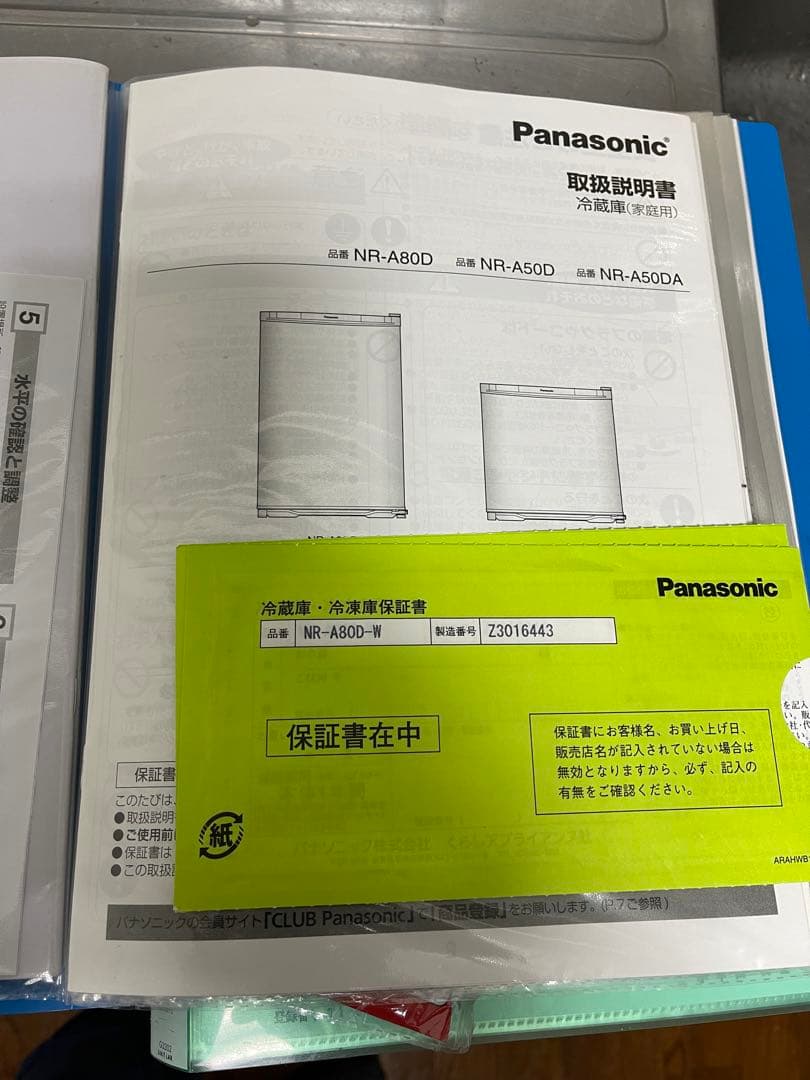 Panasonic
取扱説明書
冷蔵庫(家庭用)
品番 NR-A80D 品番 NR-A50D 品番 NR-A50DA
Panasonic
Panasonic
5
水平の確認と調整
Panasonic
冷蔵庫・冷凍庫保証書
品番 NR-A80D-W 製造番号 Z3016443
保証書在中
保証書にお客様名、お買い上げ日、
販売店名が記入されていない場合は
無効となりますから、必ず、記入の
有無をご確認ください。
紙
ARAHWB
を記入
保証書
このたびは、
●取扱説明
●ご使用前
●保証書は
●この取扱
パナソニックの会員サイト「CLUB Panasonic」で「商品登録」をお願いします。(P.7ご参照)